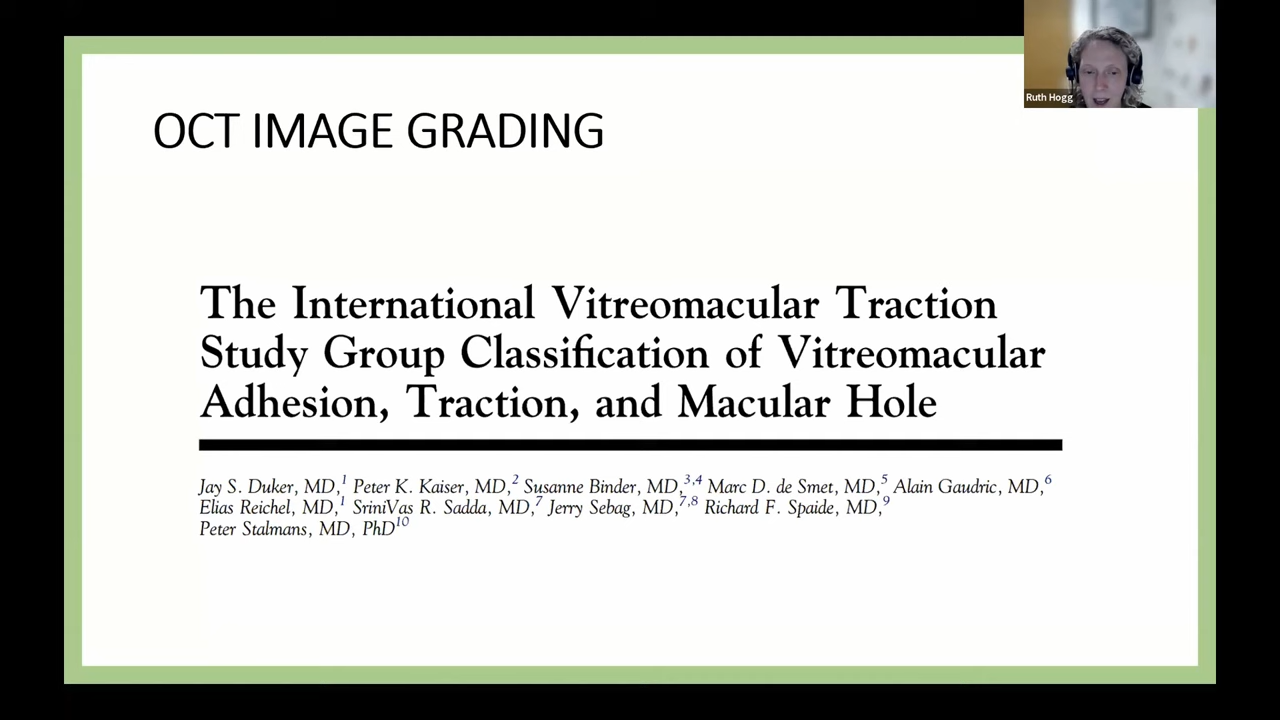 Ruth Hogg
OCT IMAGE GRADING
The International Vitreomacular Traction
Study Group Classification of Vitreomacular
Adhesion, Traction, and Macular Hole
Jay S. Duker, MD,1 Peter K. Kaiser, MD,2 Susanne Binder, MD,3,4 Marc D. de Smet, MD,5 Alain Gaudric, MD,6
Elias Reichel, MD,1 SriniVas R. Sadda, MD,7 Jerry Sebag, MD,7,8 Richard F. Spaide, MD,9
Peter Stalmans, MD, PhD10